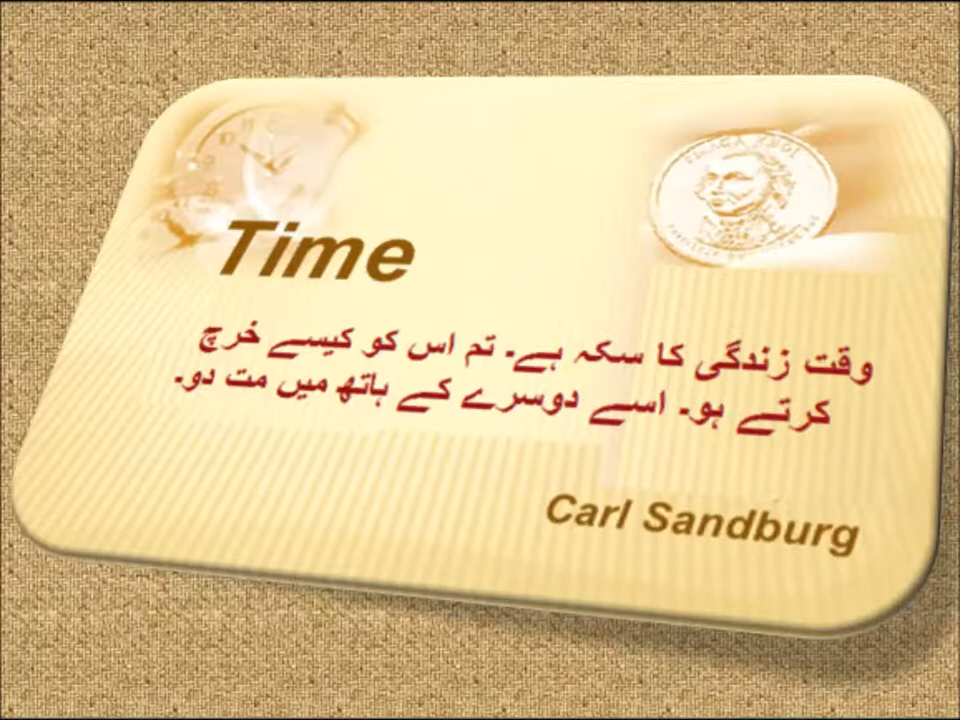 Time
وقت زندگی کا سکہ ہے۔ تم اس کو کیسے خرچ
کرتے ہو۔ اسے دوسرے کے ہاتھ میں مت دو۔
Carl Sandburg